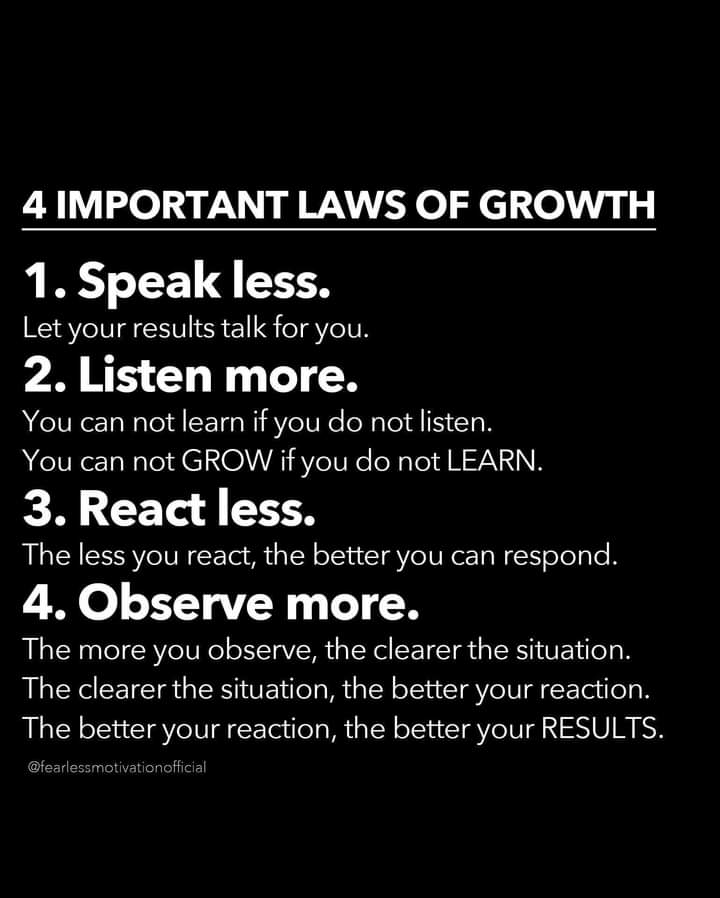 4 IMPORTANT LAWS OF GROWTH
1. Speak less.
Let your results talk for you.
2. Listen more.
You can not learn if you do not listen.
You can not GROW if you do not LEARN.
3. React less.
The less you react, the better you can respond.
4. Observe more.
The more you observe, the clearer the situation.
The clearer the situation, the better your reaction.
The better your reaction, the better your RESULTS.
@fearlessmotivationofficial